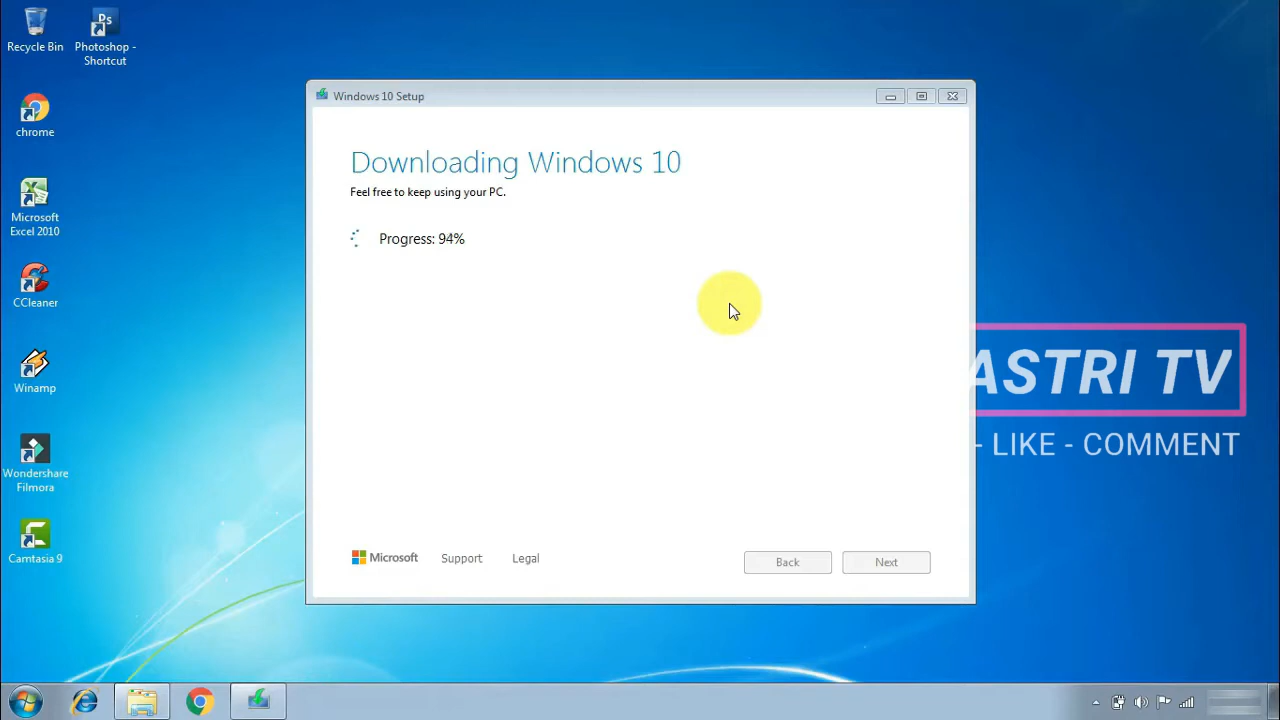 Recycle Bin
Photoshop -
Shortcut
chrome
Microsoft
Excel 2010
CCleaner
Winamp
Wondershare
Filmora
Camtasia 9
Windows 10 Setup
Downloading Windows 10
Feel free to keep using your PC.
Progress: 94%
Microsoft
Support
Legal
Back
Next
ASTRI TV
- LIKE - COMMENT
Ps